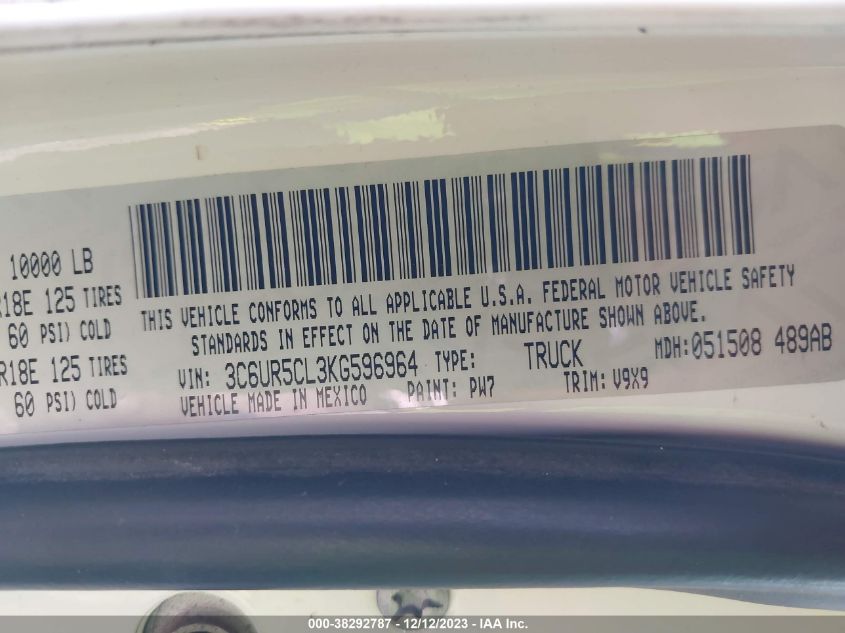 10000 LB
R18E 125 TIRES
60 PSI) COLD
R18E 125 TIRES
60 PSI) COLD
THIS VEHICLE CONFORMS TO ALL APPLICABLE U.S.A. FEDERAL MOTOR VEHICLE SAFETY
STANDARDS IN EFFECT ON THE DATE OF MANUFACTURE SHOWN ABOVE.
VIN: 3C6UR5CL3KG596964 TYPE: TRUCK MDH: 051508 489AB
VEHICLE MADE IN MEXICO PAINT: PW7 TRIM: V9X9
000-38292787 - 12/12/2023 - IAA Inc.